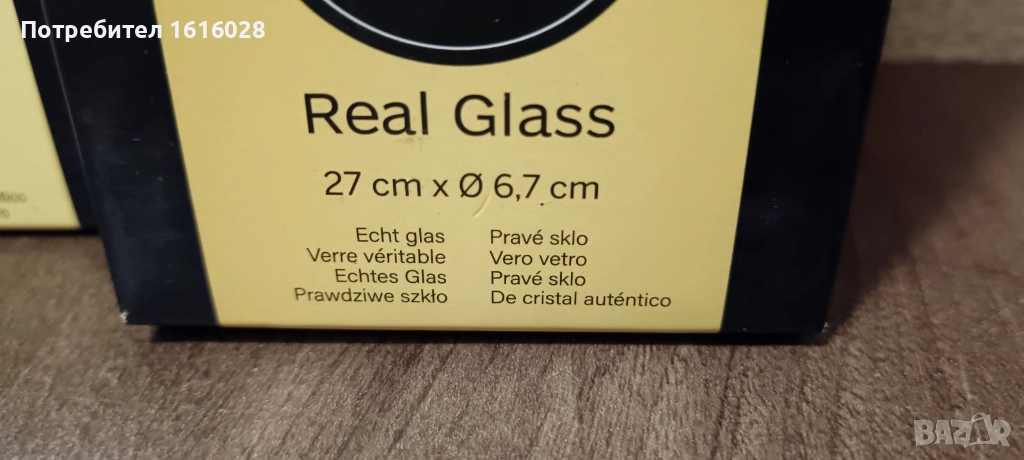 Потребител 1616028
Real Glass
27 cm x Ø 6,7 cm
Echt glas
Verre véritable
Echtes Glas
Prawdziwe szkło
Pravé sklo
Vero vetro
Pravé sklo
De cristal auténtico
BAZAR